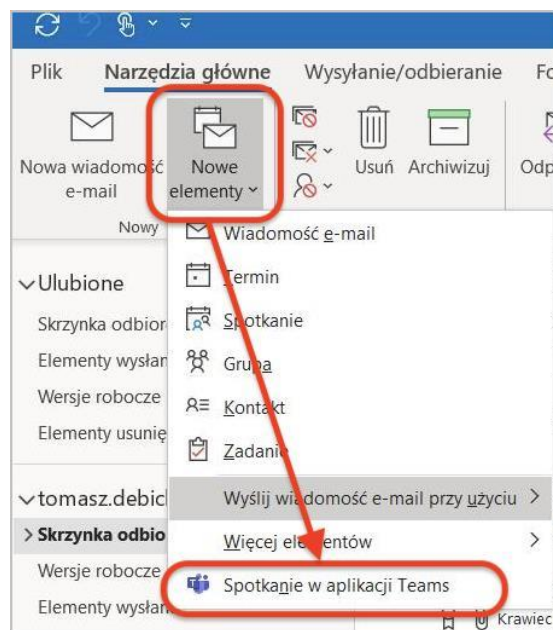 Plik Narzędzia główne Wysyłanie/odbieranie
Nowa wiadomość
e-mail
Nowe
elementy
Usuń Archiwizuj
Nowy
Wiadomość e-mail
Termin
Spotkanie
Grupa
Kontakt
Zadanie
Wyślij wiadomość e-mail przy użyciu
Więcej elementów
Spotkanie w aplikacji Teams
Ulubione
Skrzynka odbior
Elementy wysłan
Wersje robocze
Elementy usunię
tomasz.debic
Skrzynka odbio
Wersje robocze
Elementy wysłan
Krawiec